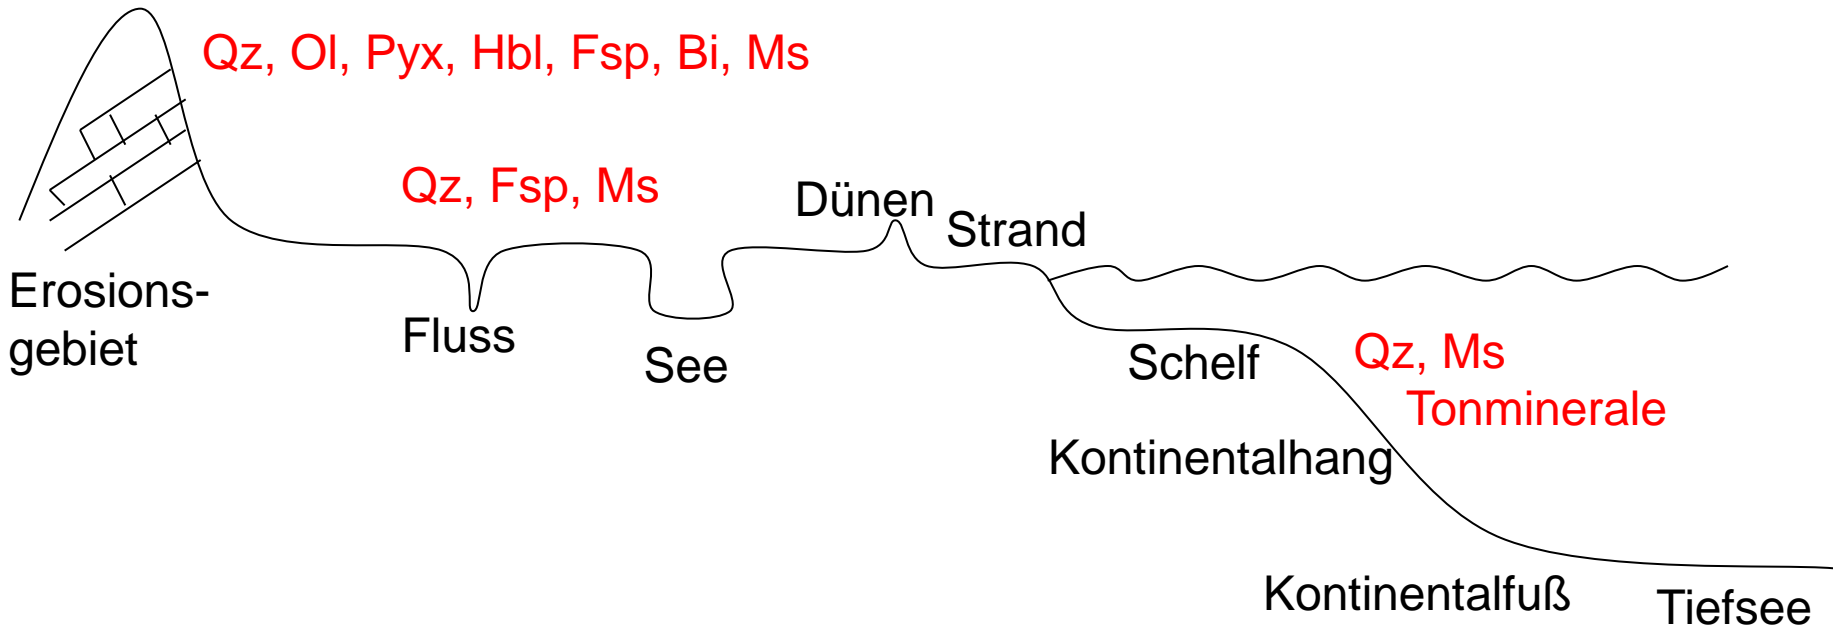 Qz, Ol, Pyx, Hbl, Fsp, Bi, Ms
Qz, Fsp, Ms
Dünen
Strand
Erosions-
gebiet
Fluss
See
Schelf
Qz, Ms
Tonminerale
Kontinentalhang
Kontinentalfuß
Tiefsee